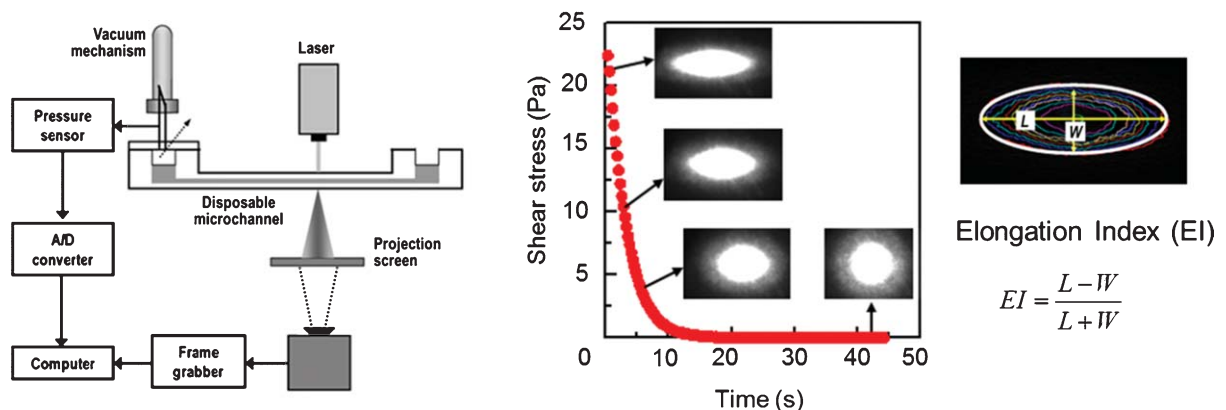 Vacuum
mechanism
Laser
Pressure
sensor
Disposable
microchannel
A/D
converter
Projection
screen
Computer
Frame
grabber
Shear stress (Pa)
25
20
15
10
5
0
10
20
30
40
50
Time (s)
L
W
Elongation Index (EI)
EI = (L − W) / (L + W)